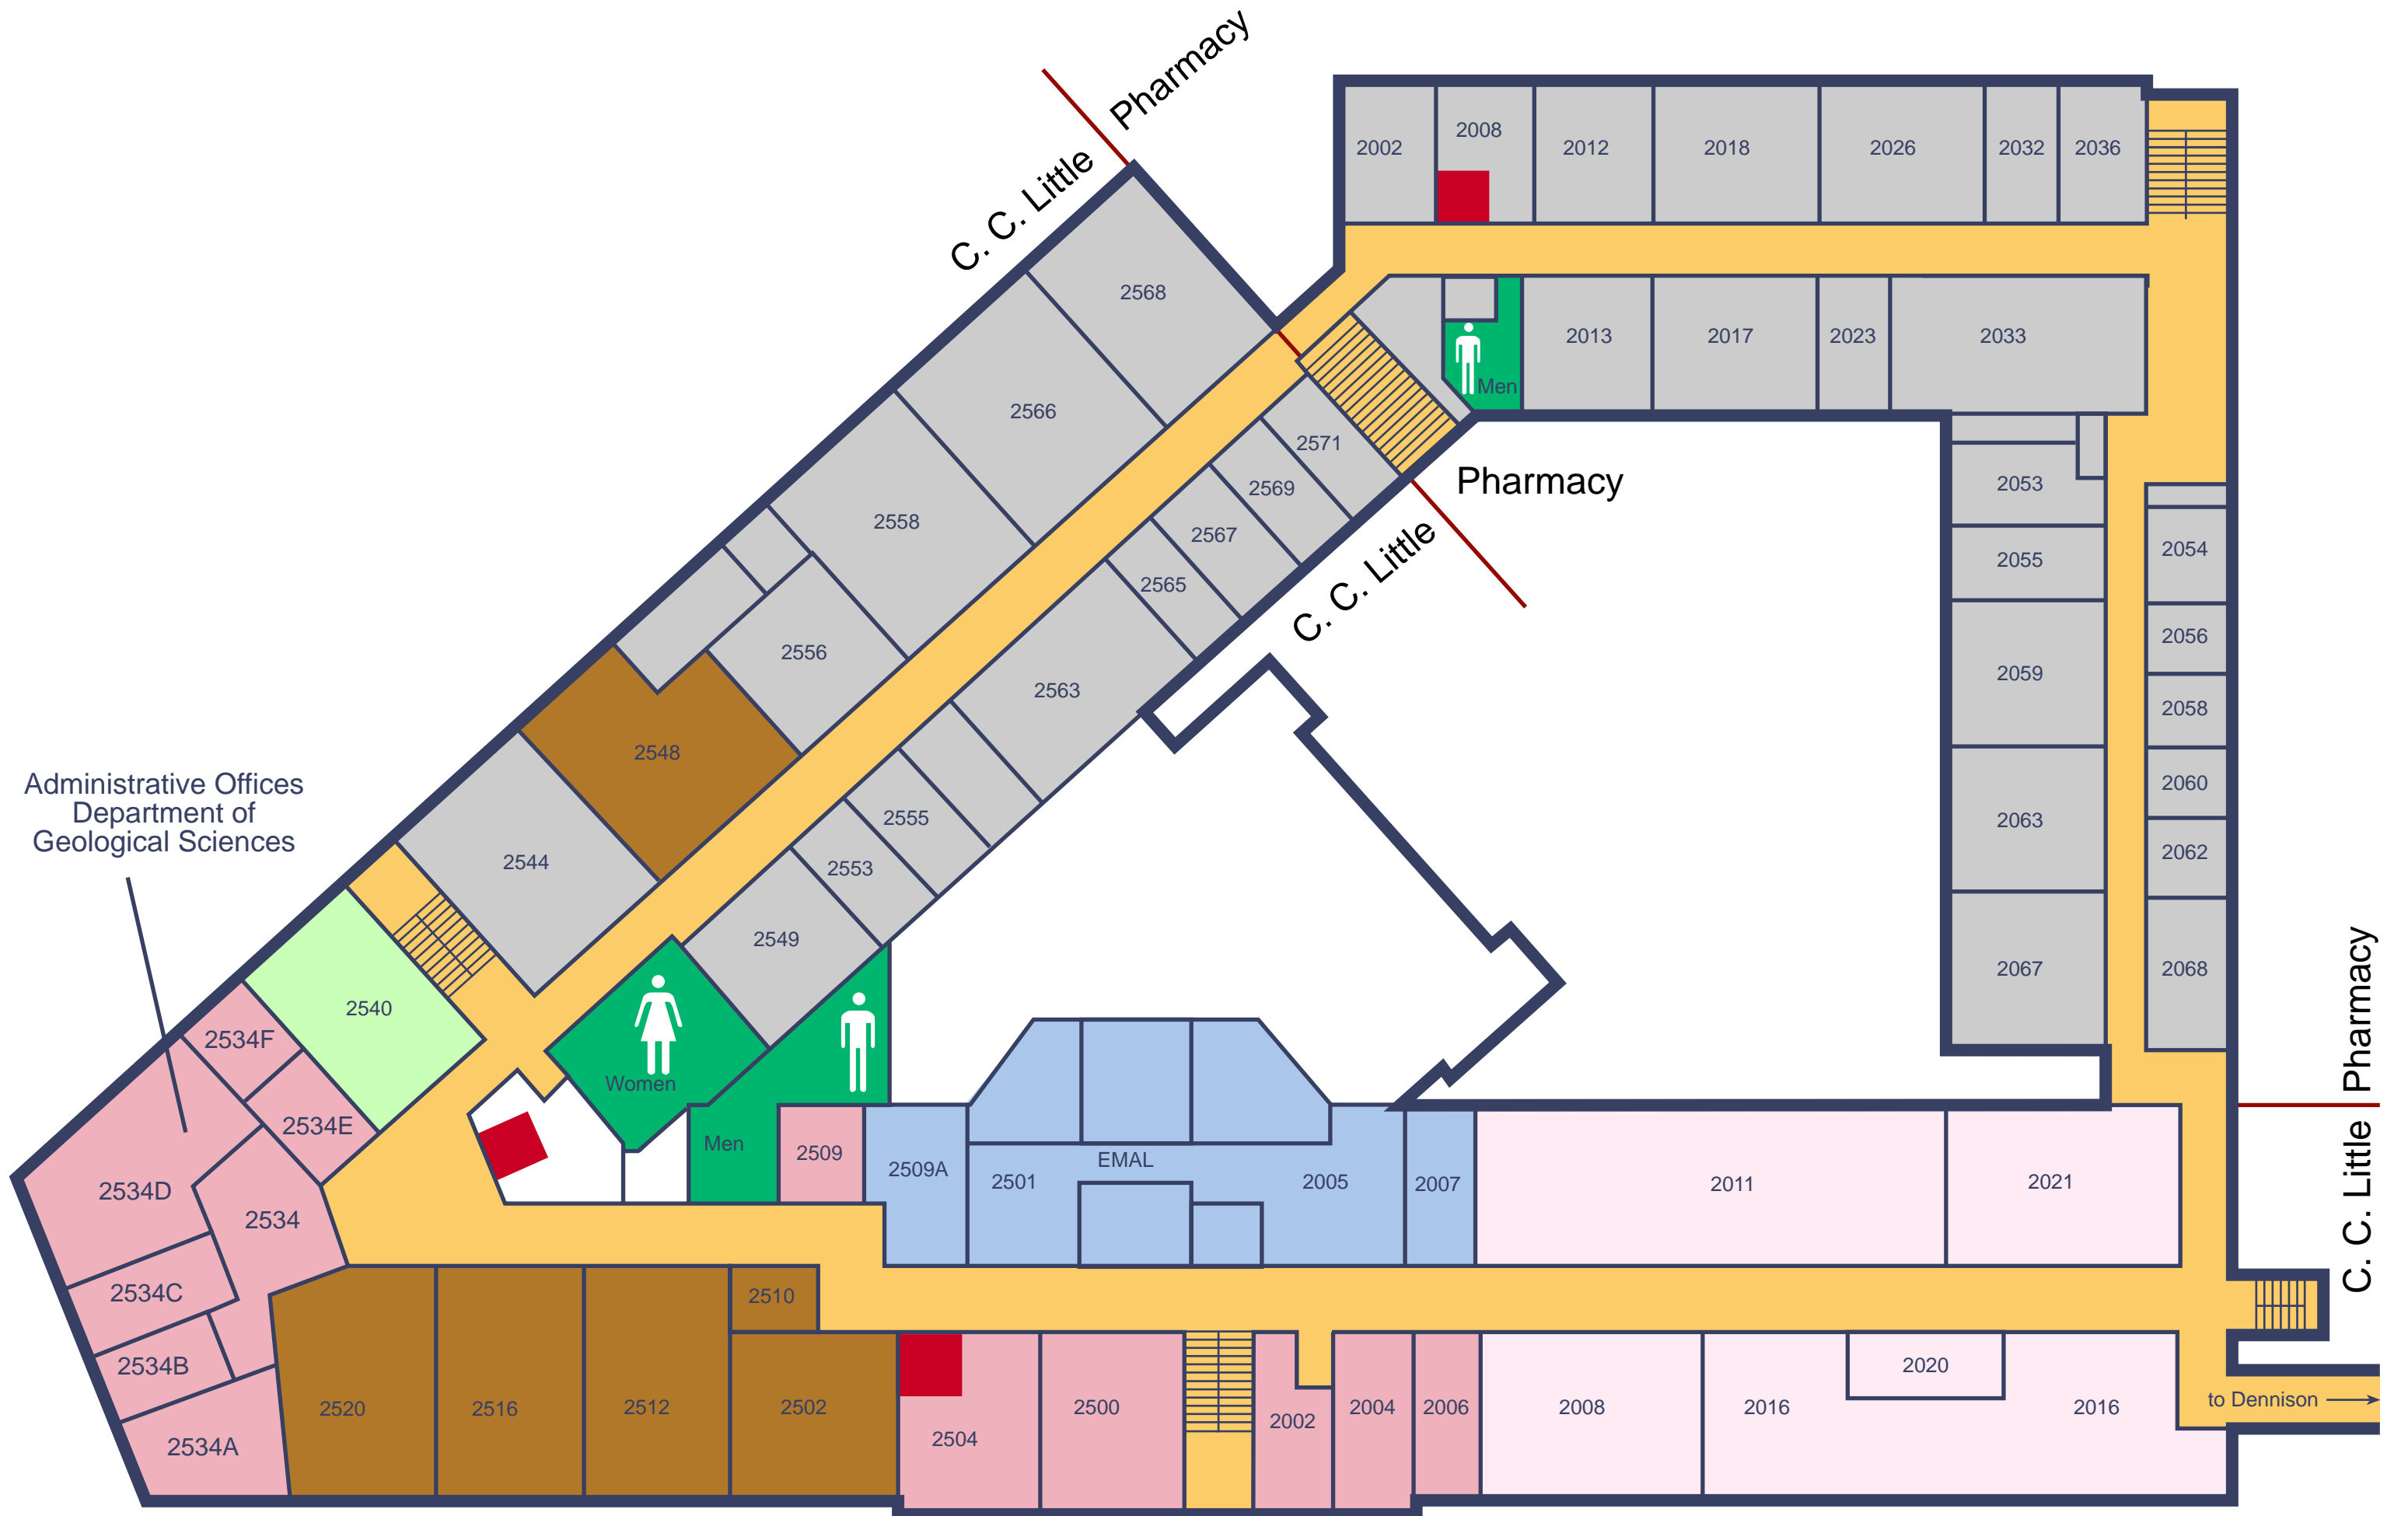 Pharmacy
C. C. Little
2002
2008
2012
2018
2026
2032
2036
2568
2566
2558
2556
2548
2544
2540
2571
2569
2567
2565
2563
2555
2553
2549
Men
2013
2017
2023
2033
Pharmacy
C. C. Little
2053
2055
2059
2063
2067
2054
2056
2058
2060
2062
2068
Administrative Offices
Department of
Geological Sciences
2534F
2534E
2534D
2534
2534C
2534B
2534A
Women
Men
2509
2509A
2501
EMAL
2005
2007
2011
2021
Pharmacy
C. C. Little
2520
2516
2512
2510
2502
2504
2500
2002
2004
2006
2008
2016
2020
2016
to Dennison